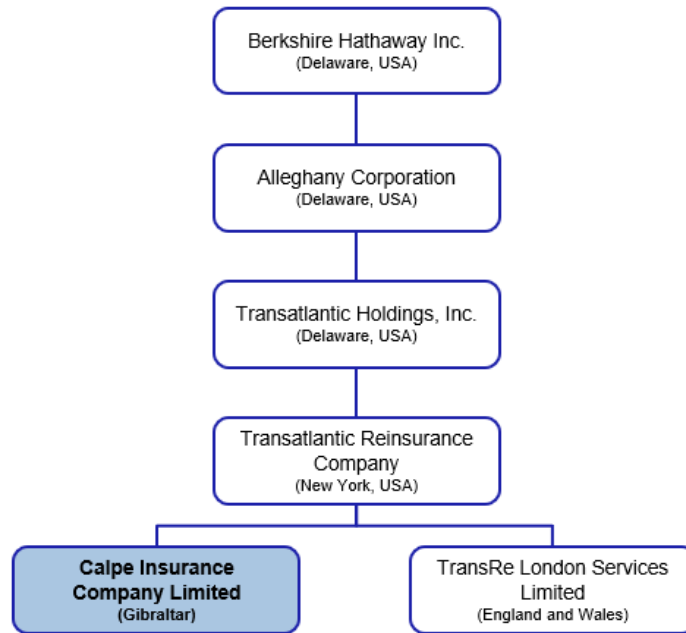 Berkshire Hathaway Inc.
(Delaware, USA)
Alleghany Corporation
(Delaware, USA)
Transatlantic Holdings, Inc.
(Delaware, USA)
Transatlantic Reinsurance
Company
(New York, USA)
Calpe Insurance
Company Limited
(Gibraltar)
TransRe London Services
Limited
(England and Wales)